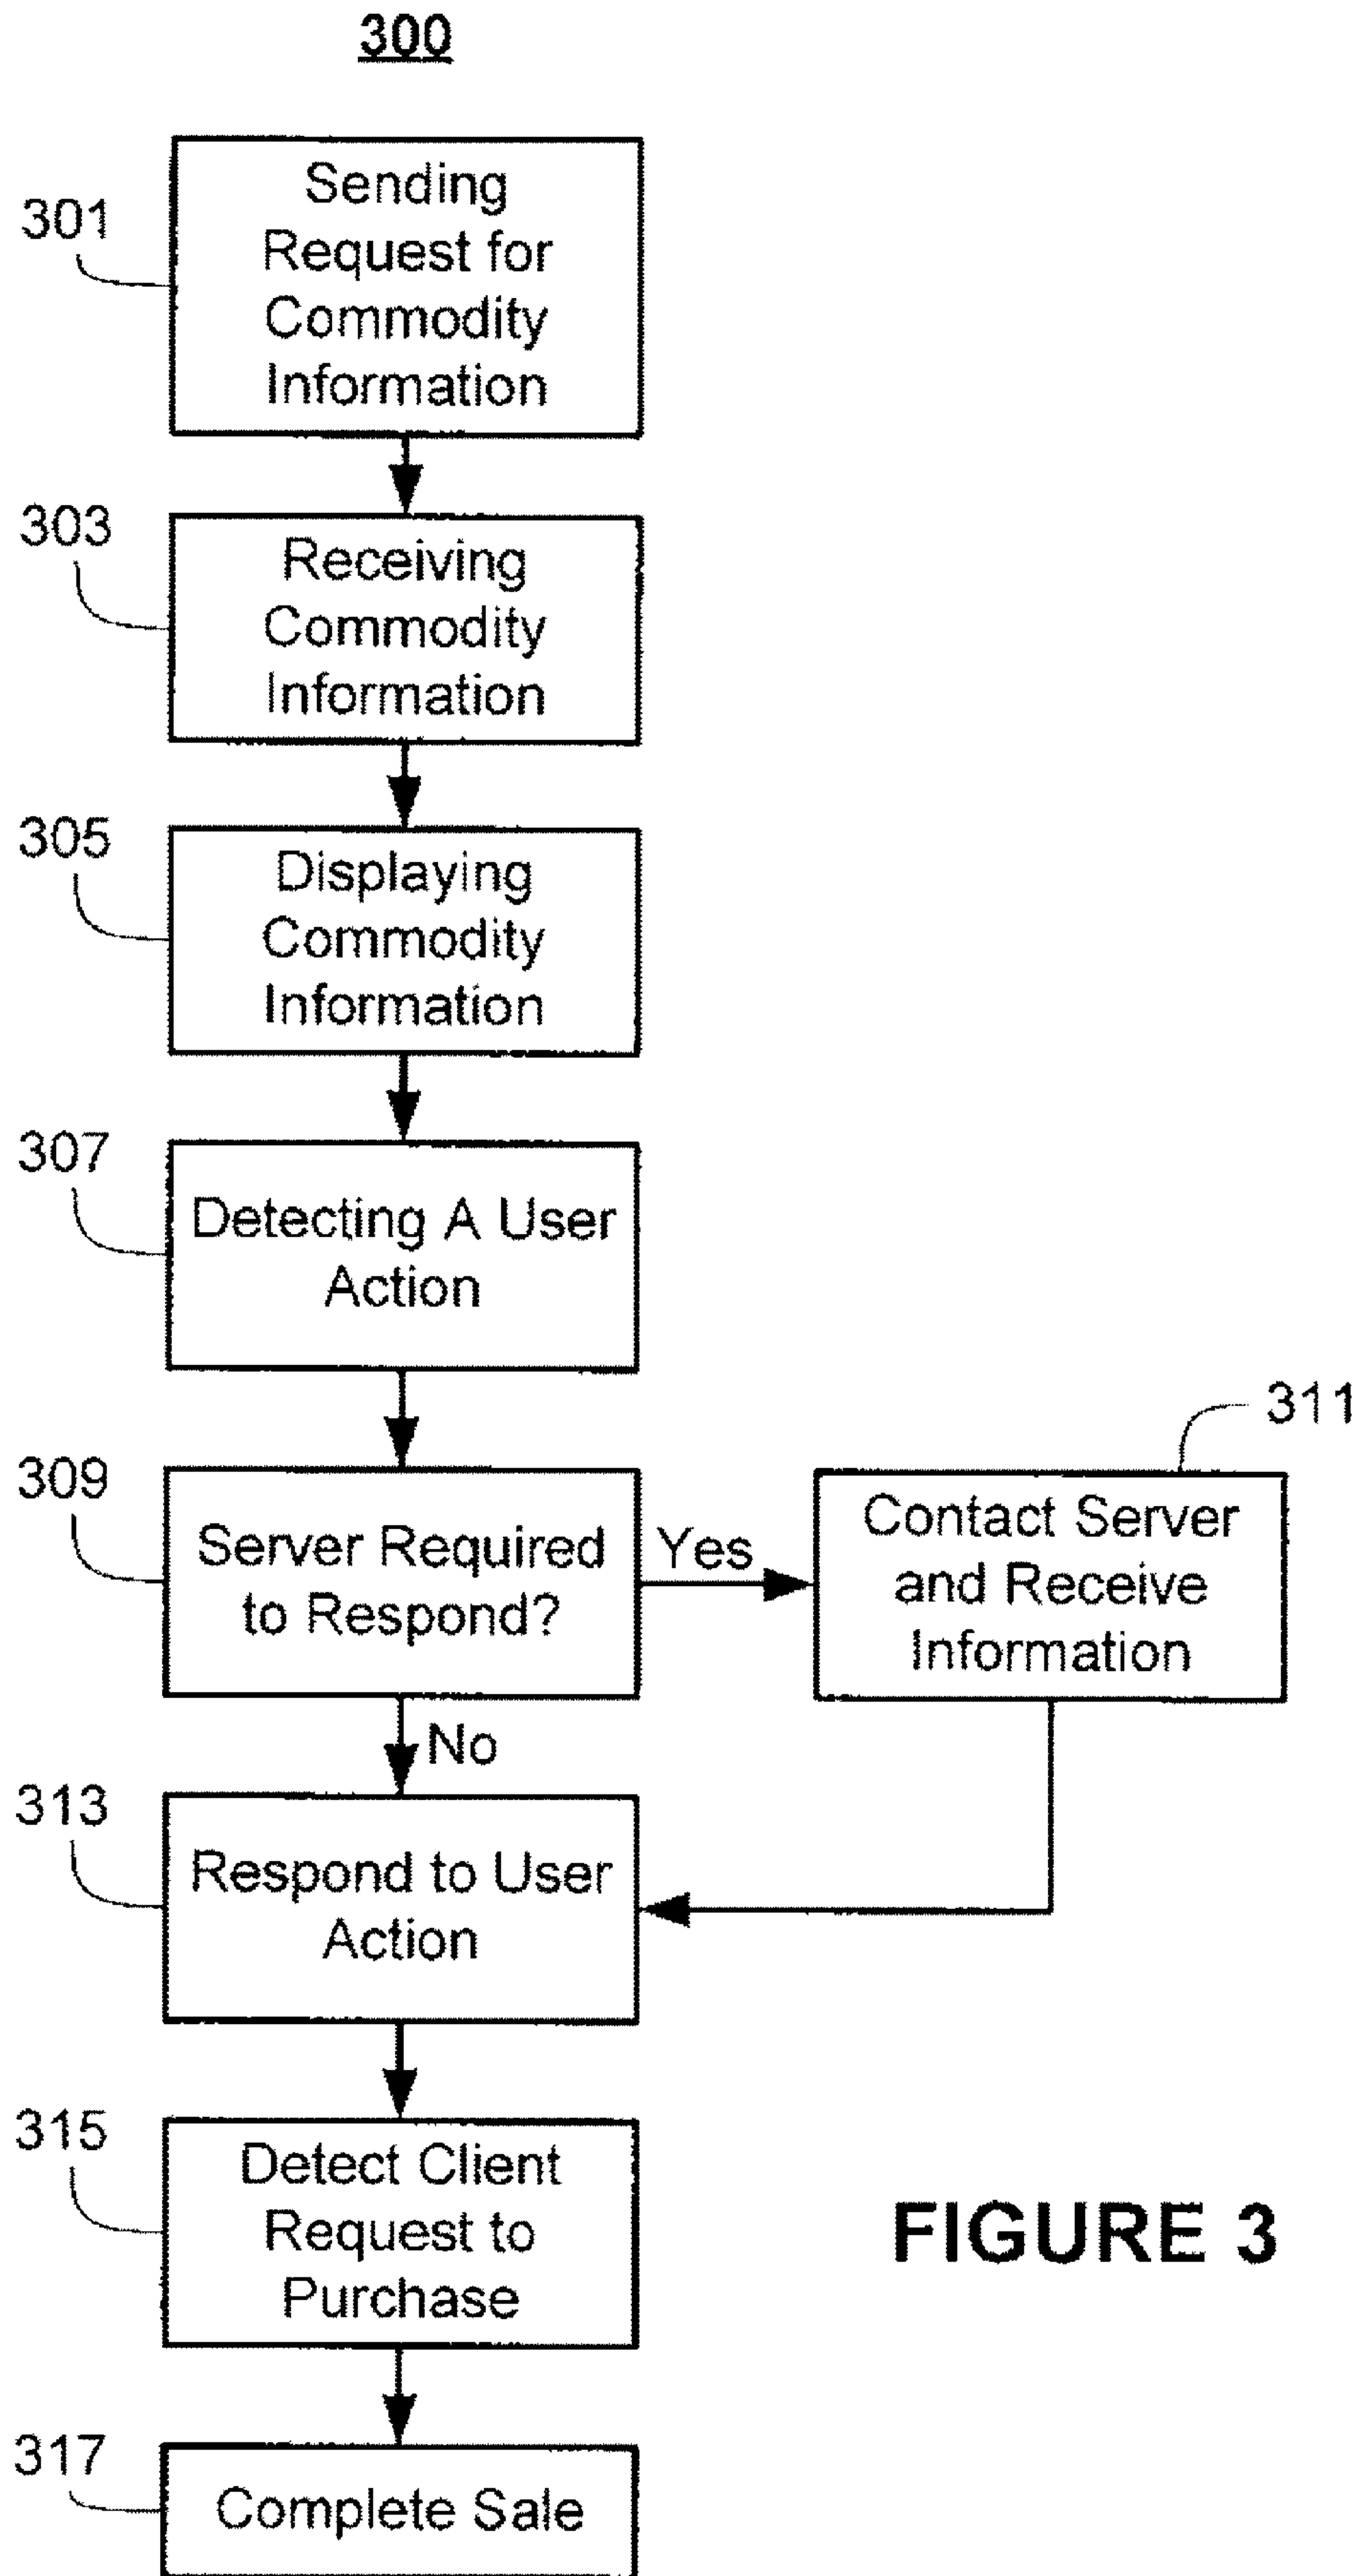 300
301
Sending
Request for
Commodity
Information
303
Receiving
Commodity
Information
305
Displaying
Commodity
Information
307
Detecting A User
Action
309
Server Required
to Respond?
Yes
311
Contact Server
and Receive
Information
No
313
Respond to User
Action
315
Detect Client
Request to
Purchase
FIGURE 3
317
Complete Sale